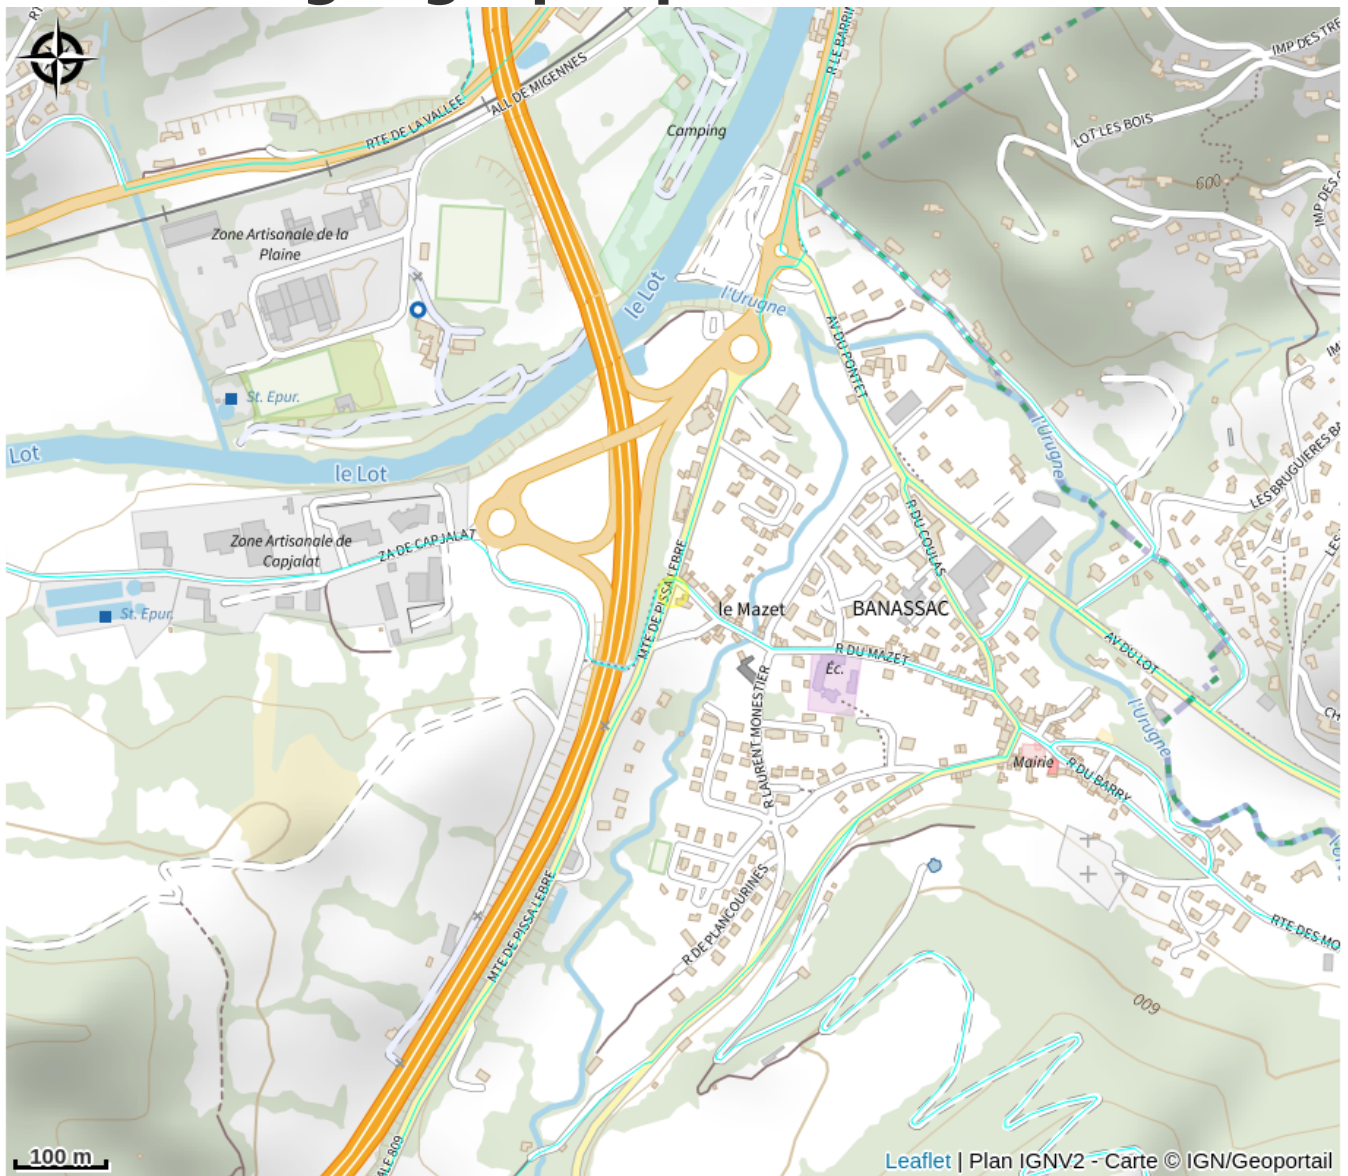 R LE BARRI
IMP DES TRE
ALL DE MIGENNES
RTE DE LA VALLEE
Camping
LOT LES BOIS
600
IMP DES
Zone Artisanale de la
Plaine
le Lot
l'Urugne
AV DU PONTET
St. Epur.
Lot
le Lot
l'Urugne
LES BRUGUIERES BA
Zone Artisanale de
Capjalat
ZA DE CAPJALAT
R DU COULAS
MTE DE PISSA LEBRE
le Mazet
BANASSAC
St. Epur.
R DU MAZET
Éc.
AV DU LOT
R LAURENT MONESTIER
l'Urugne
CH
Mairie
R DU BARRY
MTE DE PISSA LEBRE
R DE PLANCOURINES
RTE DES MO
600
ALE 809
100 m
Leaflet | Plan IGNV2 - Carte © IGN/Geoportail